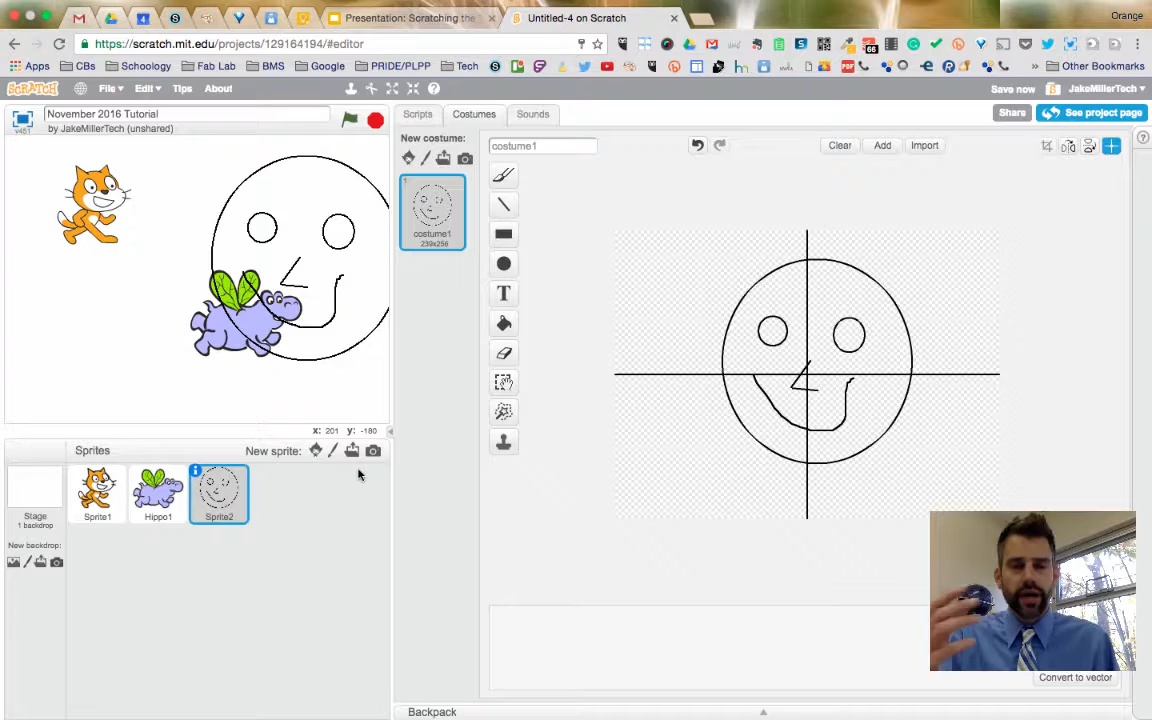 Orange
Presentation: Scratching the
Untitled-4 on Scratch
https://scratch.mit.edu/projects/129164194/#editor
Apps CBs Schoology Fab Lab BMS Google PRIDE/PLPP Tech Other Bookmarks
SCRATCH File Edit Tips About Save now JakeMillerTech
November 2016 Tutorial
by JakeMillerTech (unshared)
v451
Scripts Costumes Sounds
Share See project page
New costume:
costume1
Clear Add Import
1
costume1
239x256
T
x: 201 y: -180
Sprites New sprite:
Stage
1 backdrop
New backdrop:
Sprite1
Hippo1
Sprite2
Convert to vector
Backpack